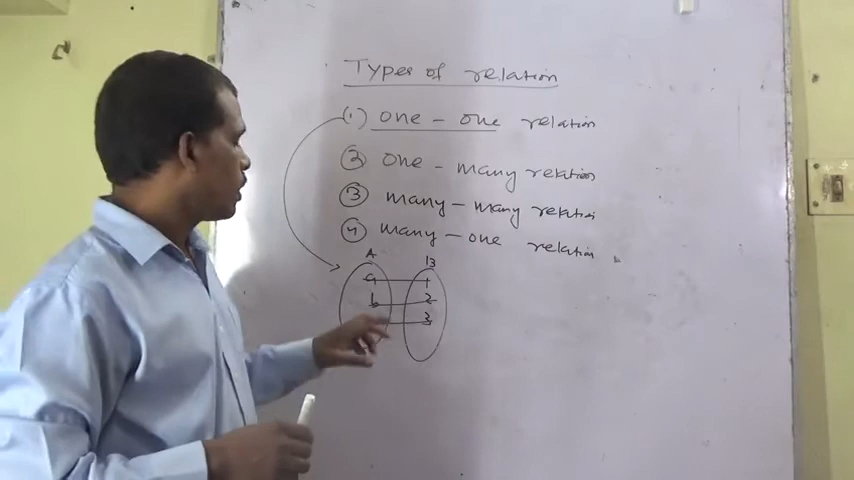 Types of relation
(1) one - one relation
(2) one - many relation
(3) many - many relation
(4) many - one relation
A B
a 1
b 2
3